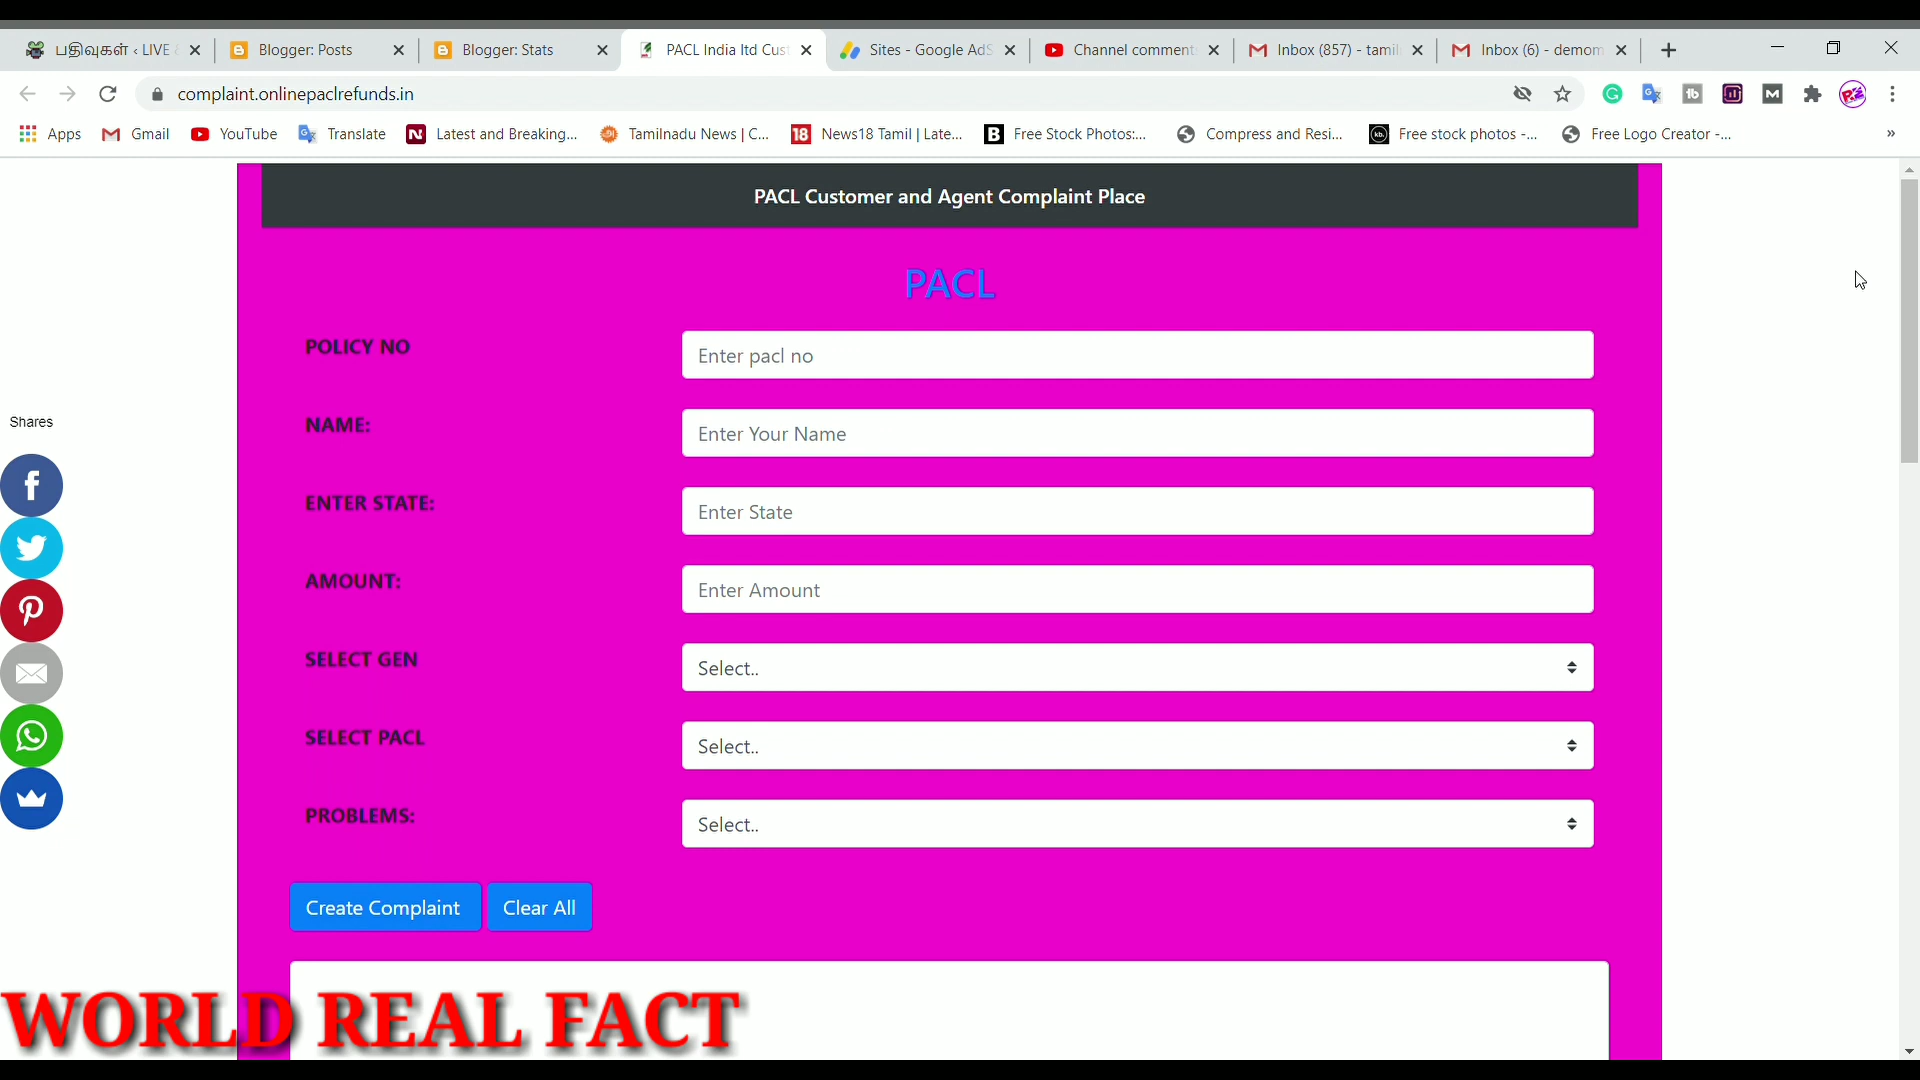 பதிவுகள் ‹ LIVE
Blogger: Posts
Blogger: Stats
PACL India ltd Cust
Sites - Google AdS
Channel comment
Inbox (857) - tamil
Inbox (6) - demom
complaint.onlinepaclrefunds.in
Apps
Gmail
YouTube
Translate
Latest and Breaking...
Tamilnadu News | C...
News18 Tamil | Late...
Free Stock Photos:...
Compress and Resi...
Free stock photos -...
Free Logo Creator -...
PACL Customer and Agent Complaint Place
PACL
POLICY NO
Enter pacl no
NAME:
Enter Your Name
ENTER STATE:
Enter State
AMOUNT:
Enter Amount
SELECT GEN
Select..
SELECT PACL
Select..
PROBLEMS:
Select..
Create Complaint
Clear All
Shares
WORLD REAL FACT